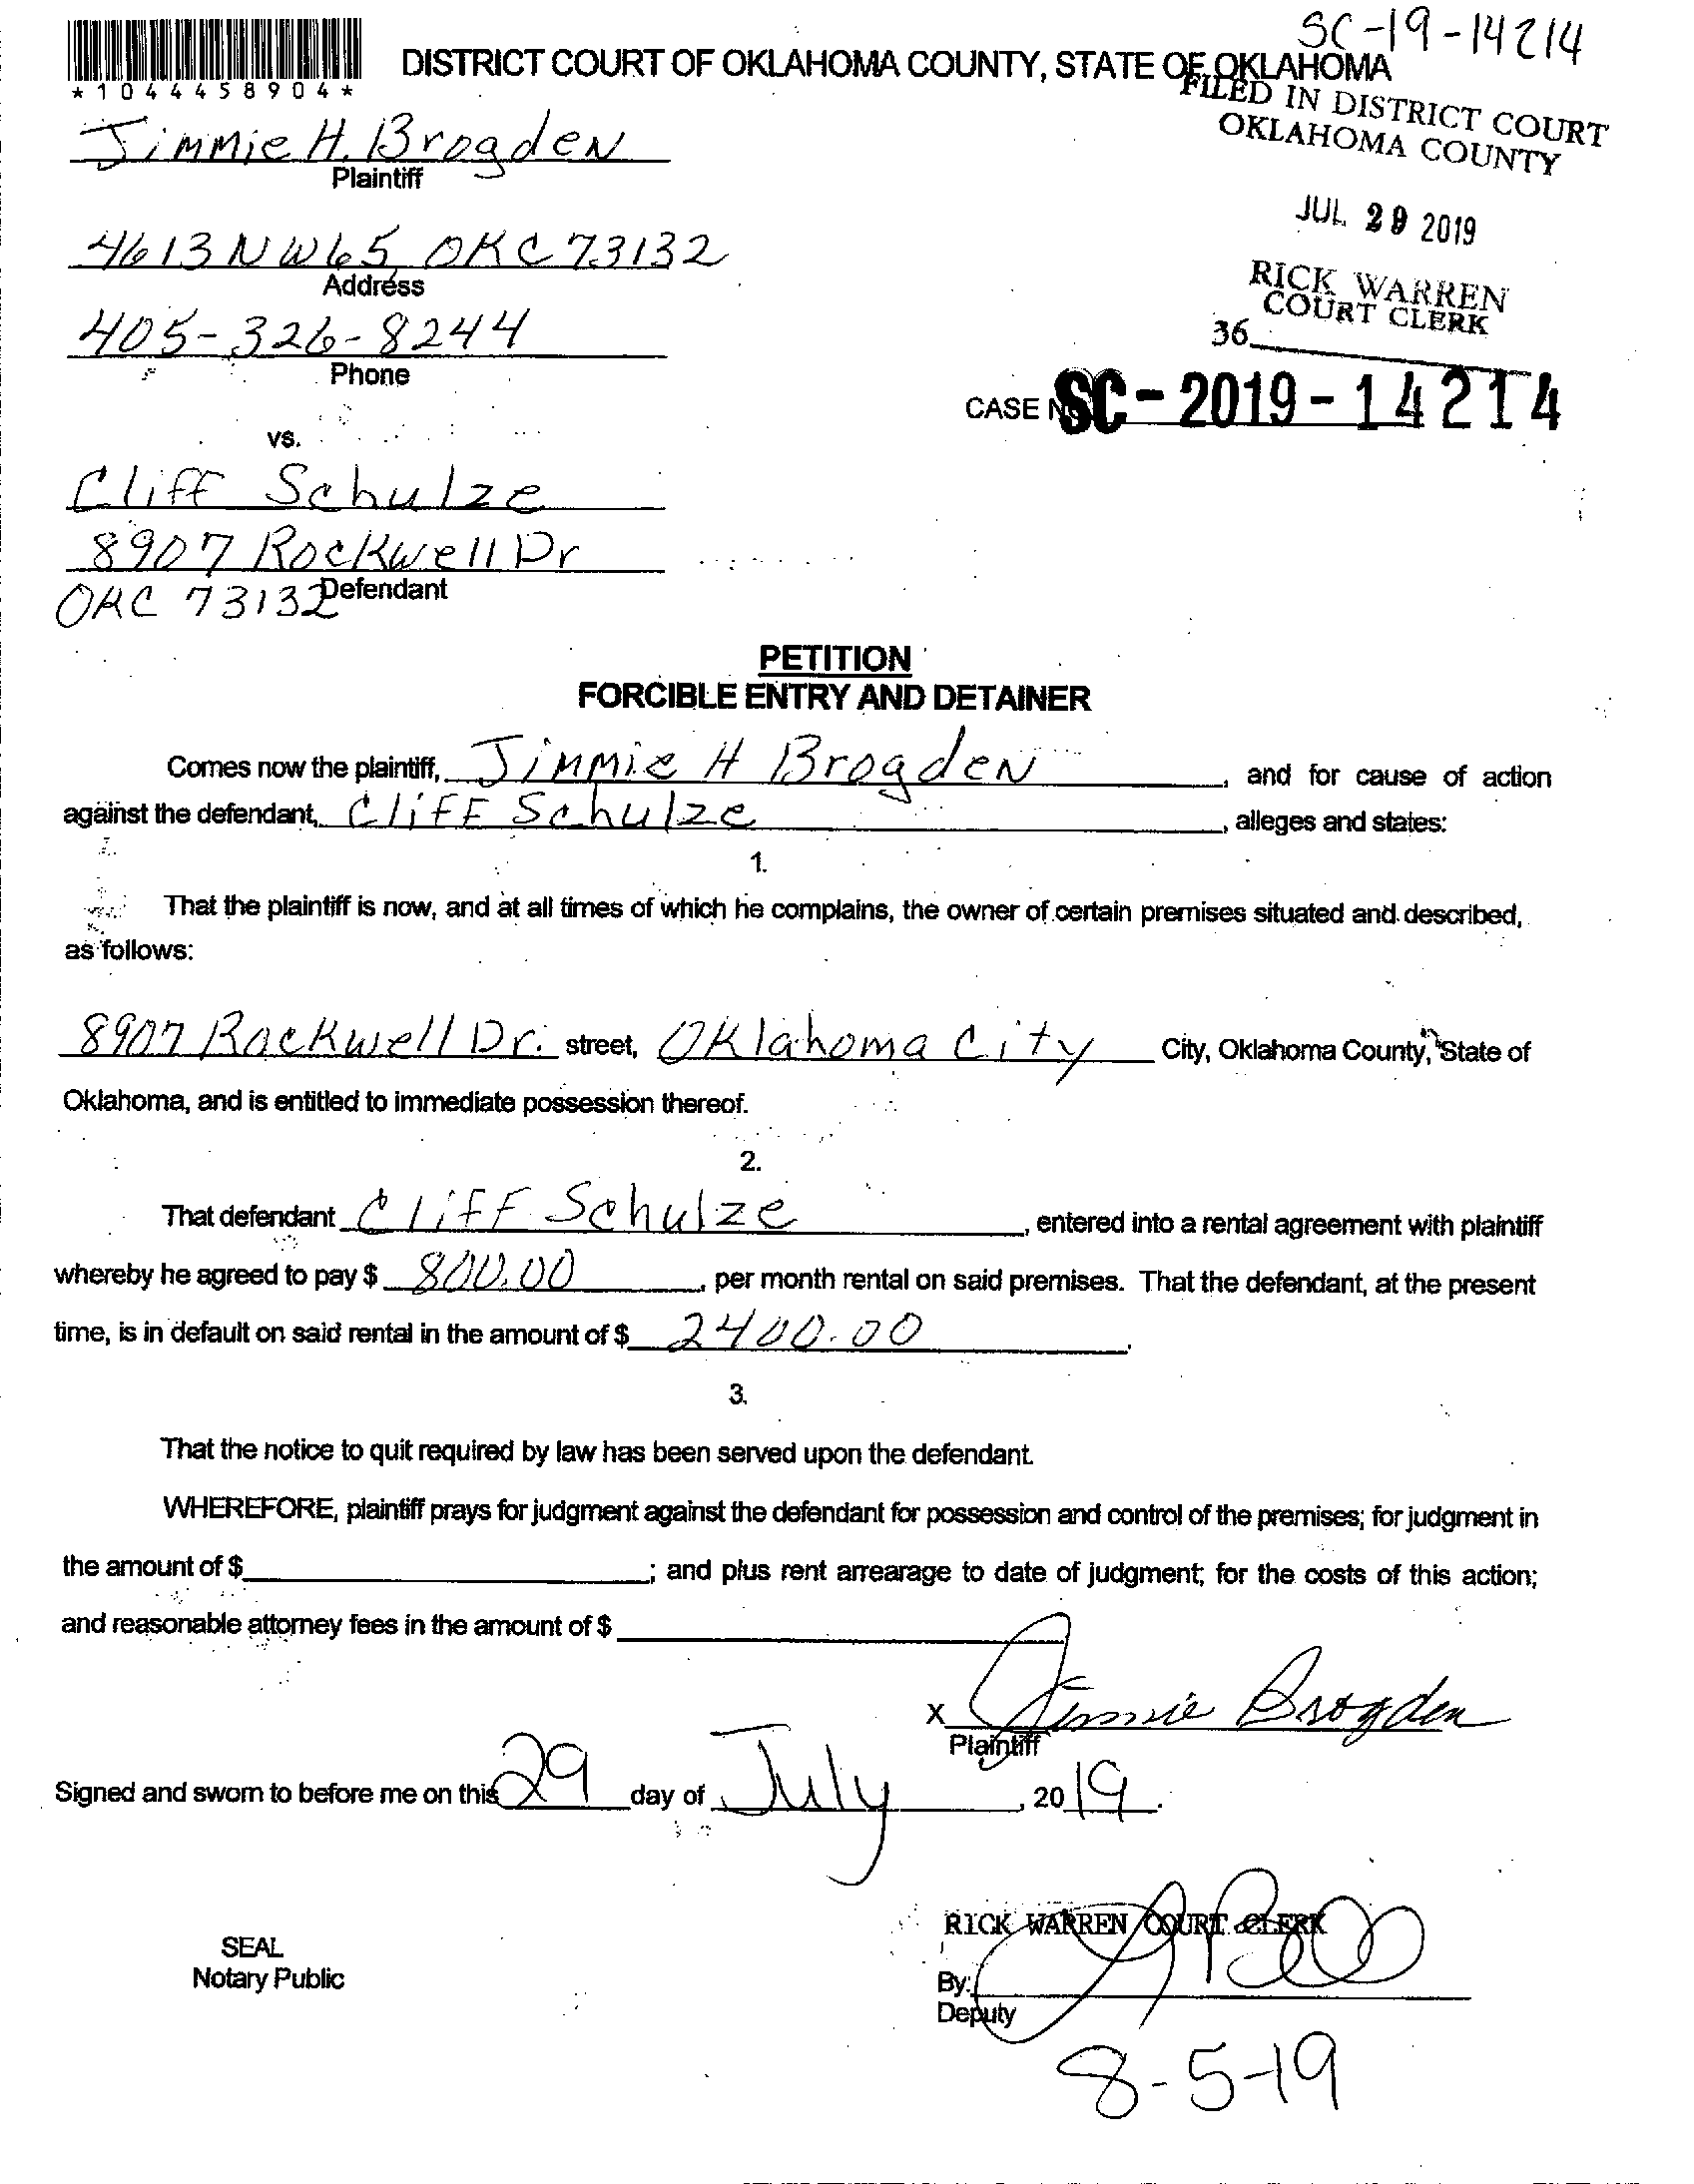 SC-19-14214
DISTRICT COURT OF OKLAHOMA COUNTY, STATE OF OKLAHOMA
*1044458904*
FILED IN DISTRICT COURT
OKLAHOMA COUNTY
Jimmie H. Brogden
Plaintiff
JUL 29 2019
4613 NW65, OKC 73132
Address
RICK WARREN
COURT CLERK
405-326-8244
36
Phone
CASE NO. SC-2019-14214
vs.
Cliff Schulze
8907 Rockwell Dr
OKC 73132 Defendant
PETITION
FORCIBLE ENTRY AND DETAINER
Comes now the plaintiff, Jimmie H Brogden, and for cause of action
against the defendant, Cliff Schulze, alleges and states:
1.
That the plaintiff is now, and at all times of which he complains, the owner of certain premises situated and described,
as follows:
8907 Rockwell Dr. street, Oklahoma City City, Oklahoma County, State of
Oklahoma, and is entitled to immediate possession thereof.
2.
That defendant Cliff Schulze, entered into a rental agreement with plaintiff
whereby he agreed to pay $ 800.00, per month rental on said premises. That the defendant, at the present
time, is in default on said rental in the amount of $ 2400.00.
3.
That the notice to quit required by law has been served upon the defendant.
WHEREFORE, plaintiff prays for judgment against the defendant for possession and control of the premises; for judgment in
the amount of $; and plus rent arrearage to date of judgment; for the costs of this action;
and reasonable attorney fees in the amount of $
X Jimmie Brogden
Plaintiff
Signed and sworn to before me on this 29 day of July, 2019.
RICK WARREN COURT CLERK
SEAL
Notary Public
By:
Deputy
8-5-19